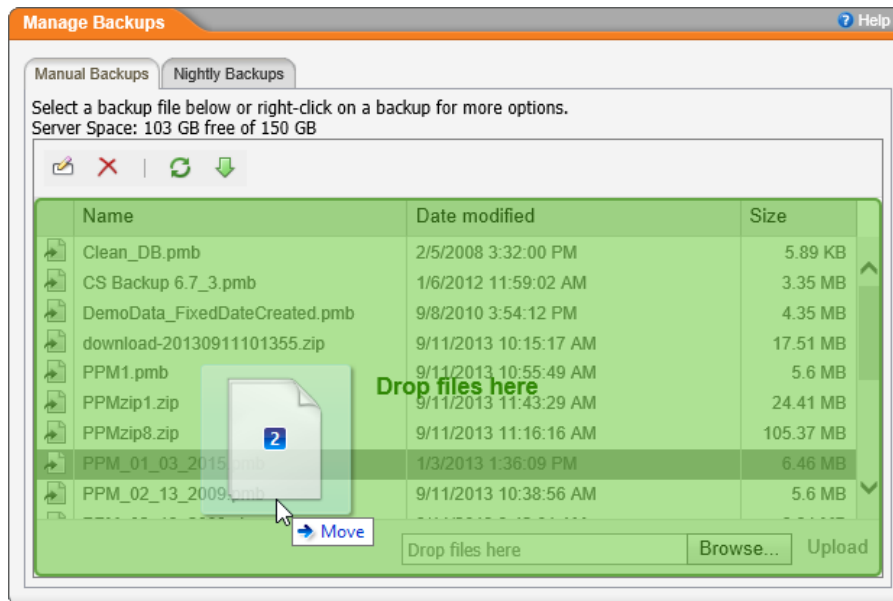 Manage Backups
Help
Manual Backups
Nightly Backups
Select a backup file below or right-click on a backup for more options.
Server Space: 103 GB free of 150 GB
Name Date modified Size
Clean_DB.pmb 2/5/2008 3:32:00 PM 5.89 KB
CS Backup 6.7_3.pmb 1/6/2012 11:59:02 AM 3.35 MB
DemoData_FixedDateCreated.pmb 9/8/2010 3:54:12 PM 4.35 MB
download-20130911101355.zip 9/11/2013 10:15:17 AM 17.51 MB
PPM1.pmb 9/11/2013 10:55:49 AM 5.6 MB
Drop files here
PPMzip1.zip 9/11/2013 11:43:29 AM 24.41 MB
PPMzip8.zip 9/11/2013 11:16:16 AM 105.37 MB
2
PPM_01_03_2015.pmb 1/3/2013 1:36:09 PM 6.46 MB
PPM_02_13_2009.pmb 9/11/2013 10:38:56 AM 5.6 MB
Move
Drop files here Browse... Upload